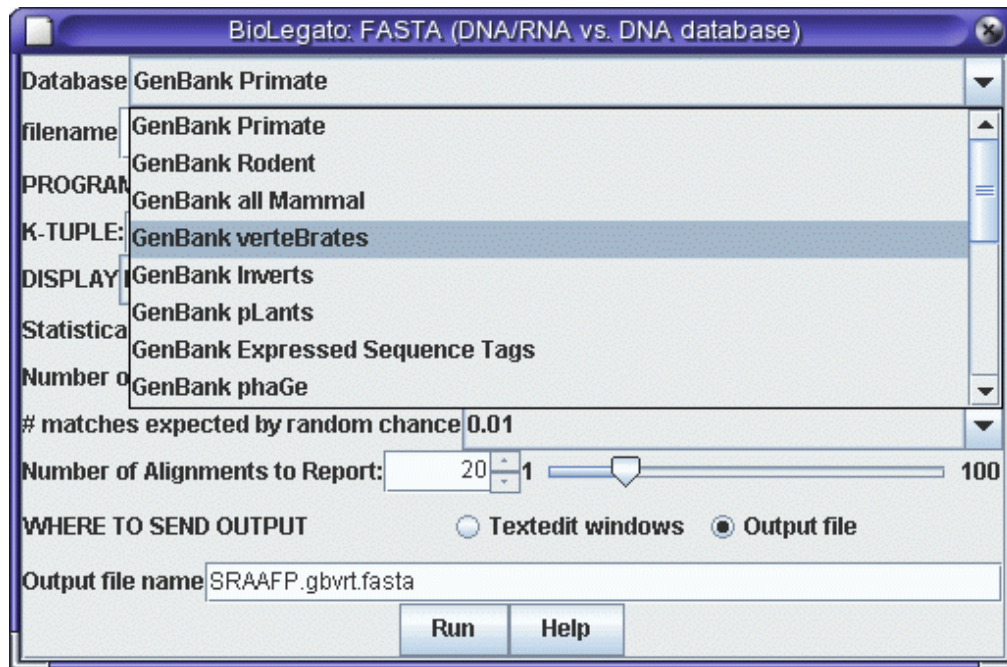 BioLegato: FASTA (DNA/RNA vs. DNA database)
Database GenBank Primate
filename GenBank Primate
GenBank Rodent
PROGRAM
GenBank all Mammal
K-TUPLE: GenBank verteBrates
DISPLAY GenBank Inverts
GenBank pLants
Statistica
GenBank Expressed Sequence Tags
Number o GenBank phaGe
# matches expected by random chance 0.01
Number of Alignments to Report: 20 1 100
WHERE TO SEND OUTPUT Textedit windows Output file
Output file name SRAAFP.gbvrt.fasta
Run Help